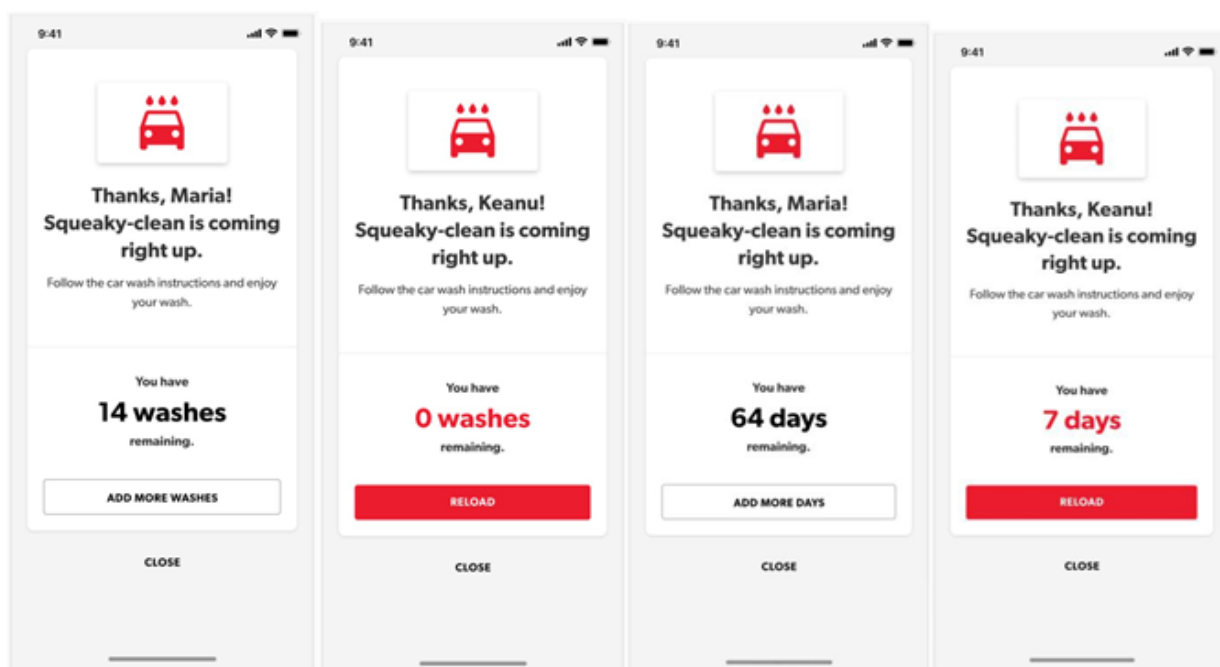 9:41
Thanks, Maria!
Squeaky-clean is coming
right up.
Follow the car wash instructions and enjoy
your wash.
You have
14 washes
remaining.
ADD MORE WASHES
CLOSE
9:41
Thanks, Keanu!
Squeaky-clean is coming
right up.
Follow the car wash instructions and enjoy
your wash.
You have
0 washes
remaining.
RELOAD
CLOSE
9:41
Thanks, Maria!
Squeaky-clean is coming
right up.
Follow the car wash instructions and enjoy
your wash.
You have
64 days
remaining.
ADD MORE DAYS
CLOSE
9:41
Thanks, Keanu!
Squeaky-clean is coming
right up.
Follow the car wash instructions and enjoy
your wash.
You have
7 days
remaining.
RELOAD
CLOSE